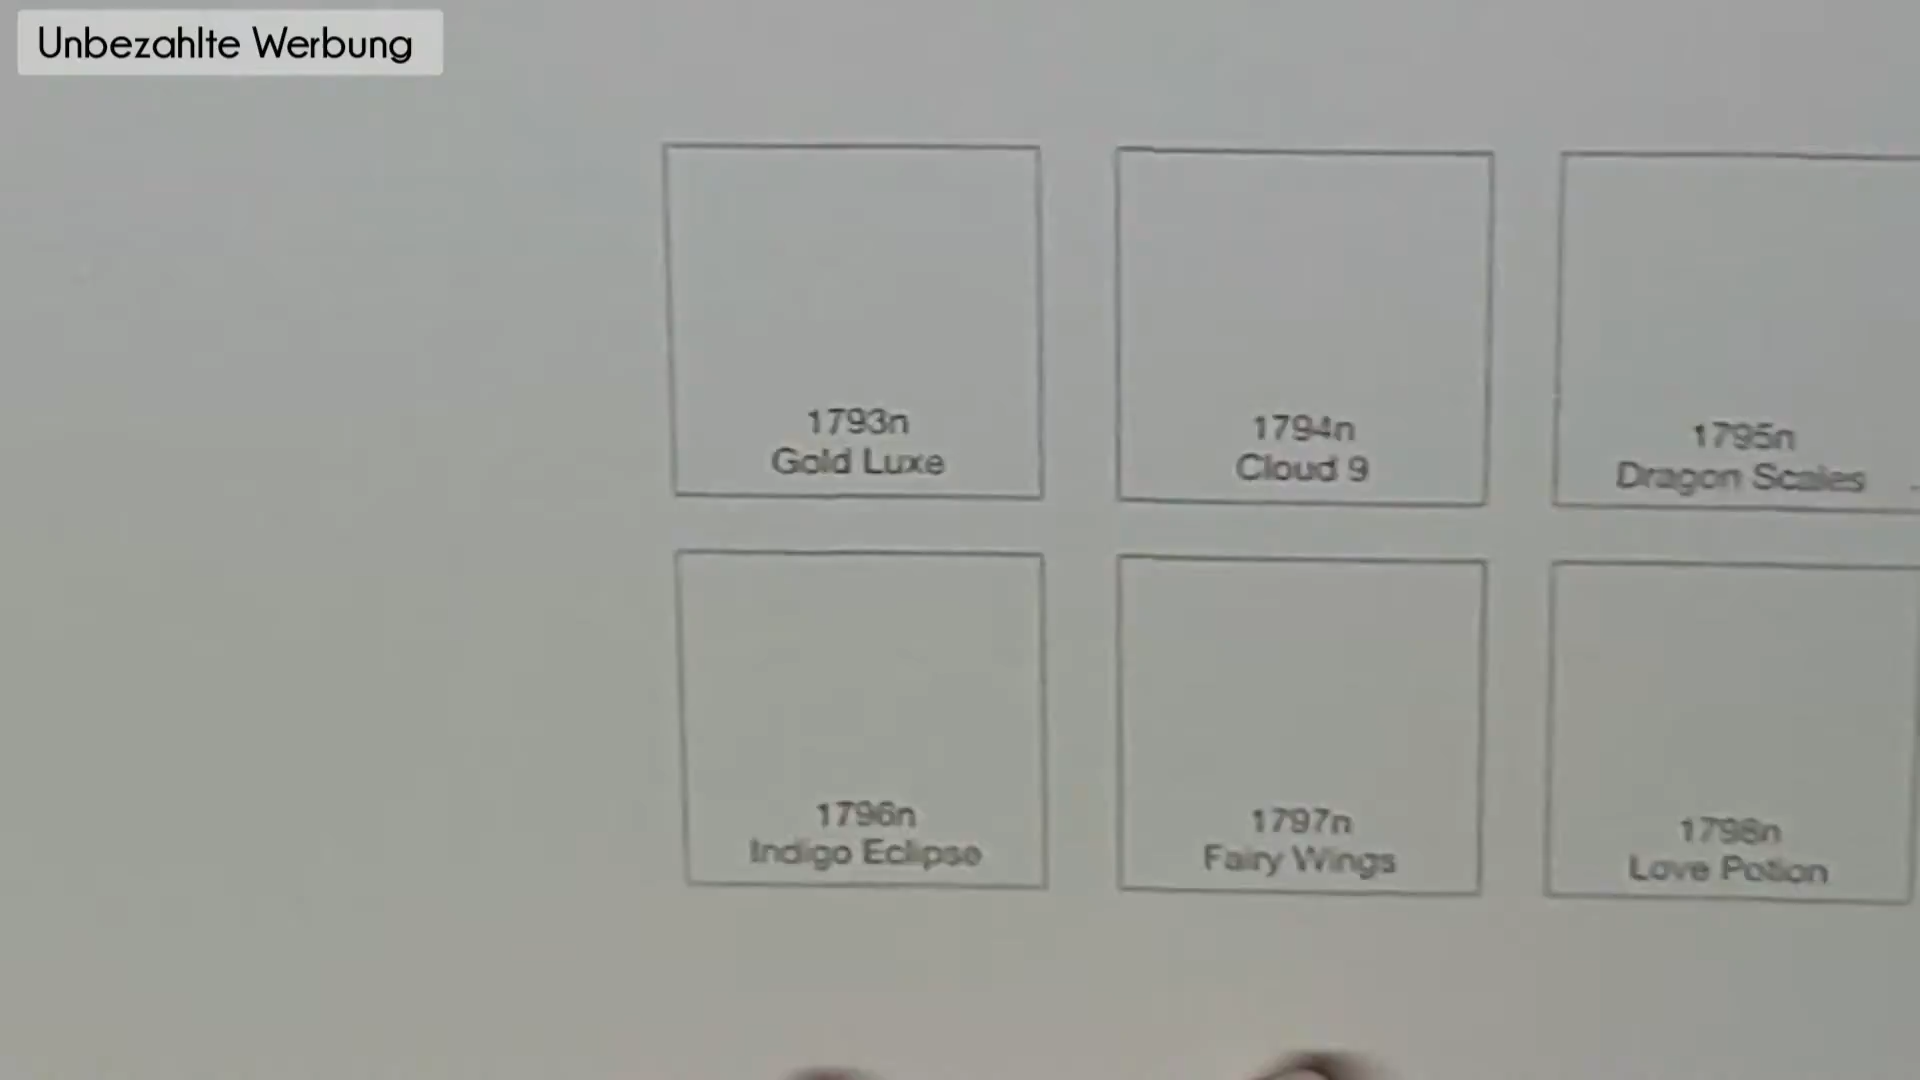 Unbezahlte Werbung
1793n
Gold Luxe
1794n
Cloud 9
1795n
Dragon Scales
1796n
Indigo Eclipse
1797n
Fairy Wings
1798n
Love Potion